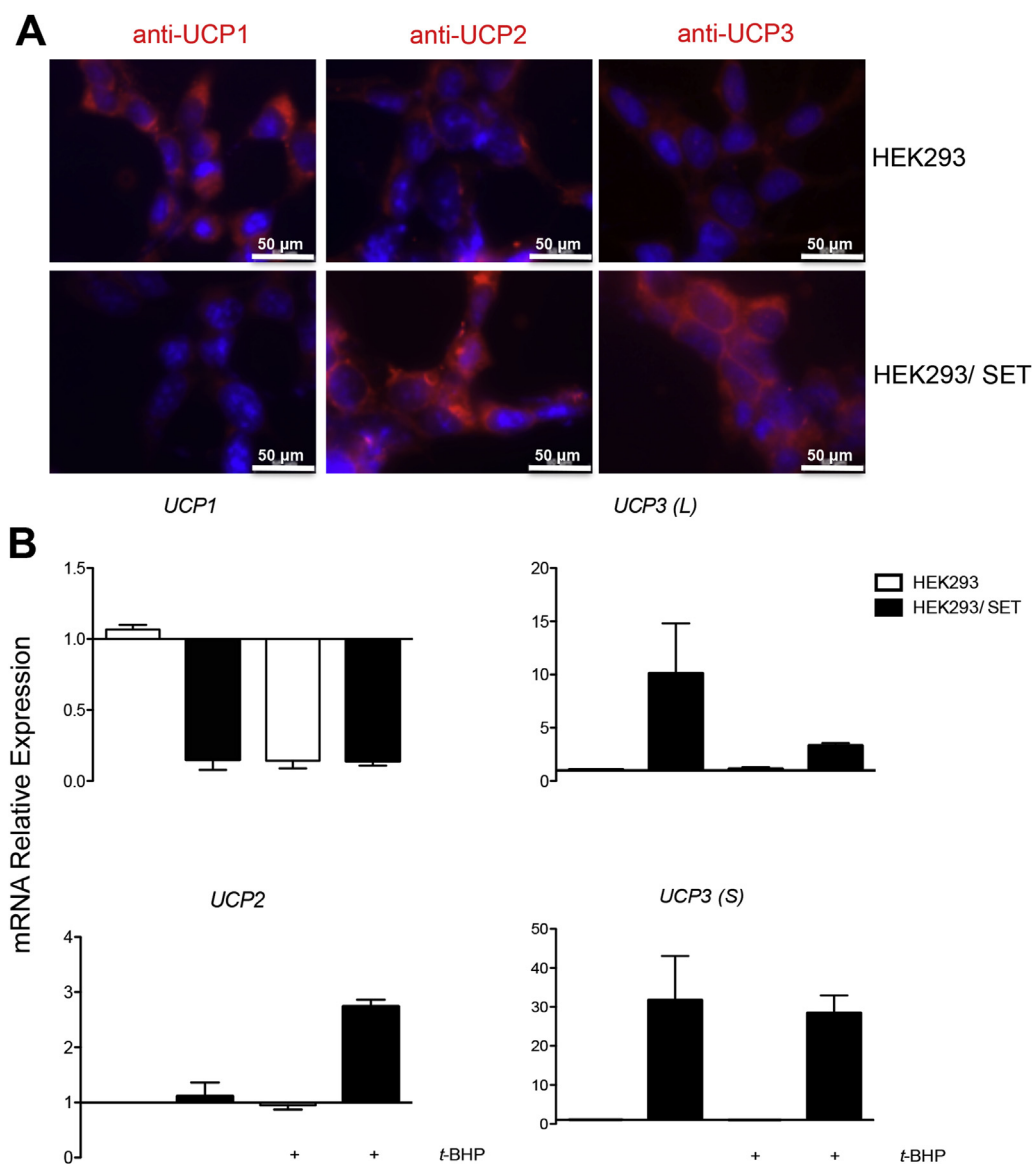 A
anti-UCP1 anti-UCP2 anti-UCP3
50 µm 50 µm 50 µm
HEK293
50 µm 50 µm 50 µm
HEK293/ SET
B
mRNA Relative Expression
UCP1
1.5
1.0
0.5
0.0
UCP3 (L)
20
15
10
5
0
HEK293
HEK293/ SET
UCP2
4
3
2
1
0
+ + t-BHP
UCP3 (S)
50
40
30
20
10
0
+ + t-BHP